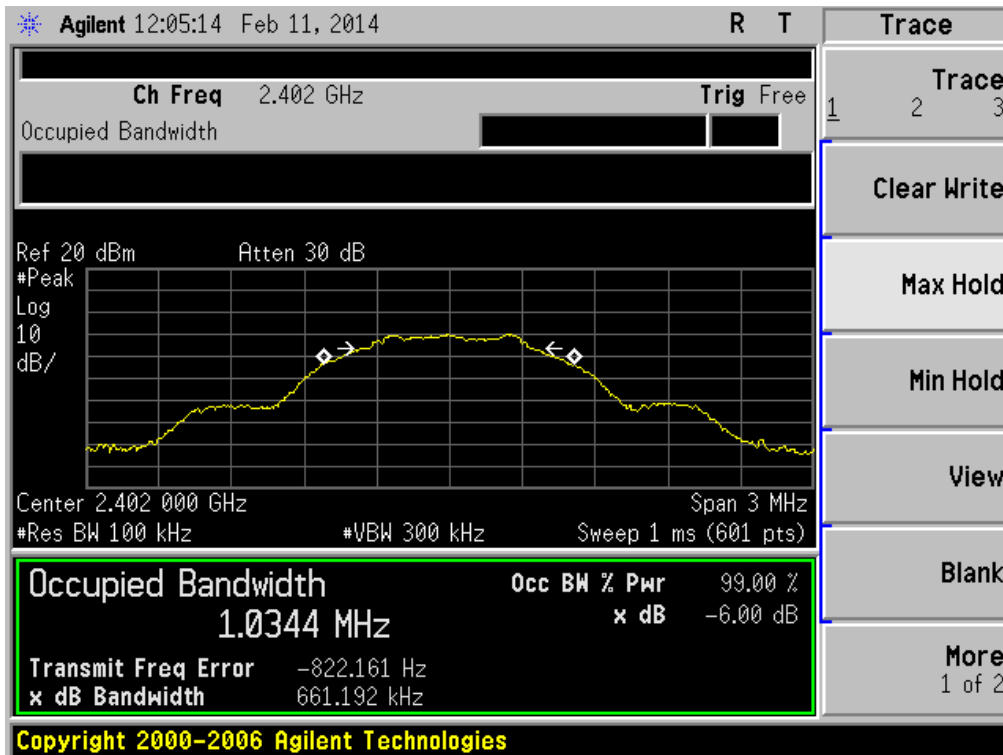 Agilent 12:05:14 Feb 11, 2014 R T
Ch Freq 2.402 GHz Trig Free
Occupied Bandwidth
Ref 20 dBm Atten 30 dB
#Peak
Log
10
dB/
Center 2.402 000 GHz Span 3 MHz
#Res BW 100 kHz #VBW 300 kHz Sweep 1 ms (601 pts)
Occupied Bandwidth Occ BW % Pwr 99.00 %
1.0344 MHz x dB -6.00 dB
Transmit Freq Error -822.161 Hz
x dB Bandwidth 661.192 kHz
Copyright 2000-2006 Agilent Technologies
Trace
Trace
1 2 3
Clear Write
Max Hold
Min Hold
View
Blank
More
1 of 2